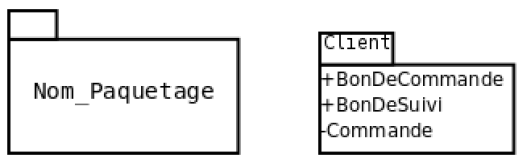 Nom_Paquetage
Client
+BonDeCommande
+BonDeSuivi
-Commande